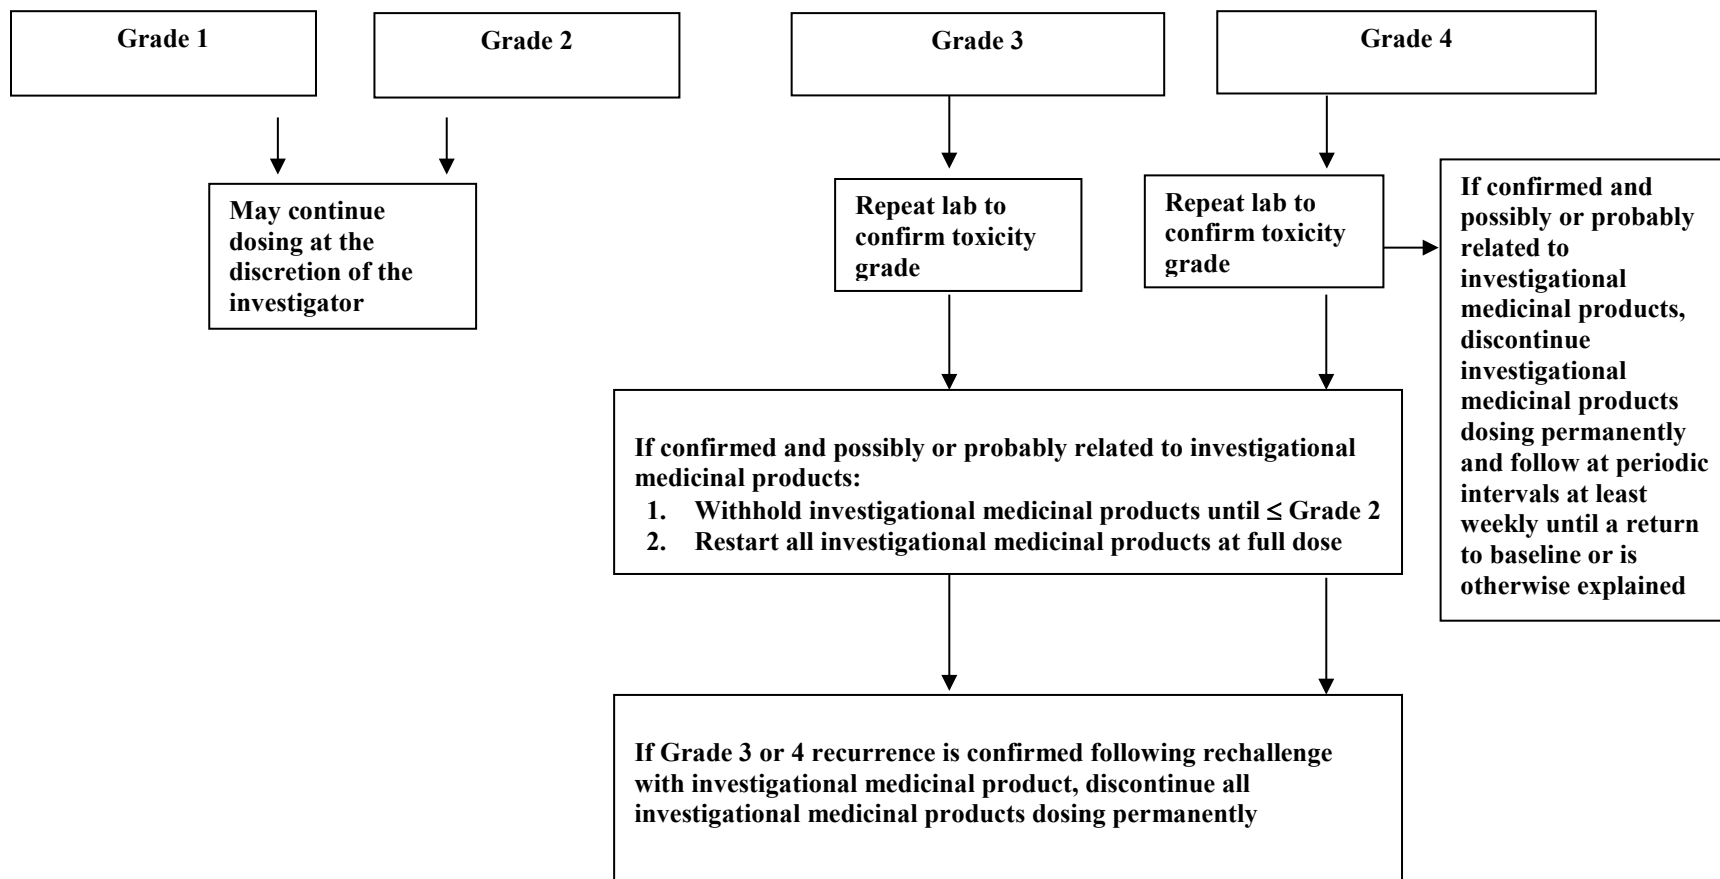 Grade 1
Grade 2
Grade 3
Grade 4
May continue
dosing at the
discretion of the
investigator
Repeat lab to
confirm toxicity
grade
Repeat lab to
confirm toxicity
grade
If confirmed and
possibly or probably
related to
investigational
medicinal products,
discontinue
investigational
medicinal products
dosing permanently
and follow at periodic
intervals at least
weekly until a return
to baseline or is
otherwise explained
If confirmed and possibly or probably related to investigational
medicinal products:
1. Withhold investigational medicinal products until ≤ Grade 2
2. Restart all investigational medicinal products at full dose
If Grade 3 or 4 recurrence is confirmed following rechallenge
with investigational medicinal product, discontinue all
investigational medicinal products dosing permanently